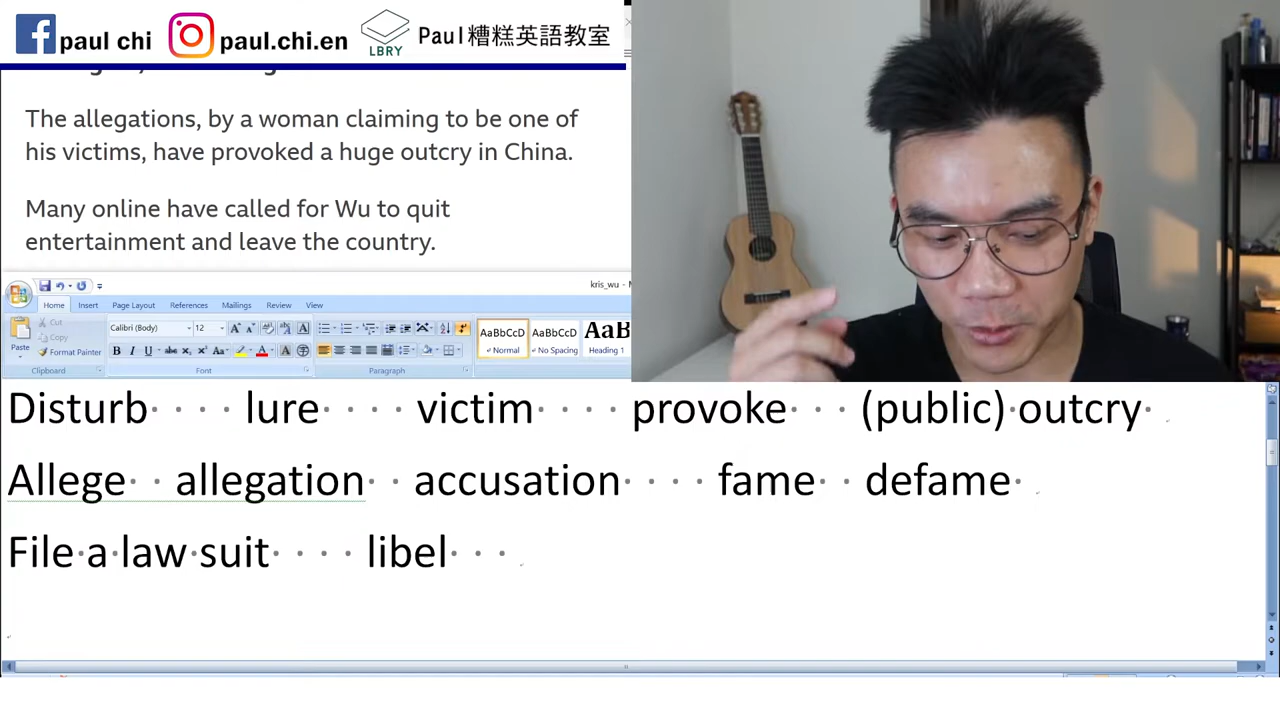 paul chi paul.chi.en LBRY Paul糟糕英語教室
The allegations, by a woman claiming to be one of
his victims, have provoked a huge outcry in China.
Many online have called for Wu to quit
entertainment and leave the country.
kris_wu -
Home Insert Page Layout References Mailings Review View
Paste Cut Copy Format Painter
Calibri (Body) 12
AaBbCcD AaBbCcD AaB
Normal No Spacing Heading 1
Clipboard Font Paragraph
Disturb lure victim provoke (public) outcry
Allege allegation accusation fame defame
File a law suit libel